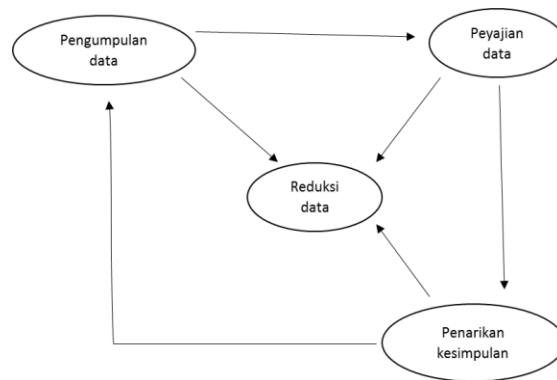 Pengumpulan
data
Peyajian
data
Reduksi
data
Penarikan
kesimpulan